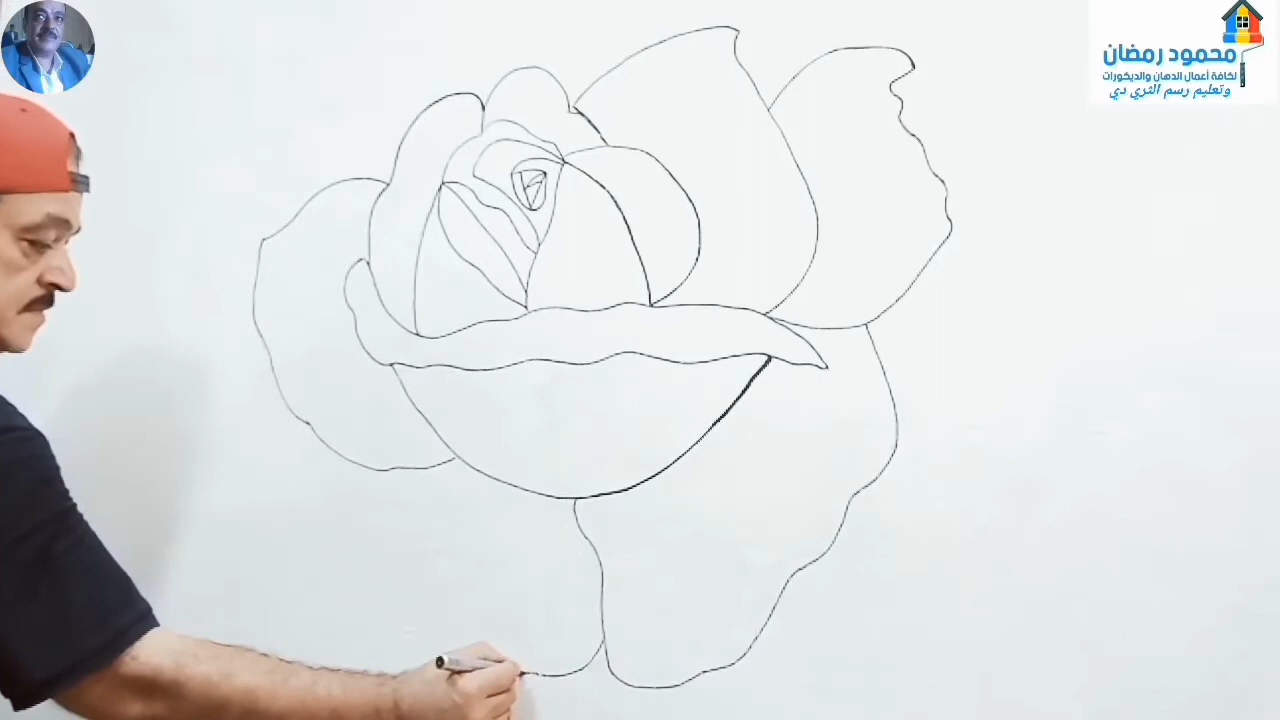 محمود رمضان
لكافة أعمال الدهان والديكورات
وتعليم رسم الثري دي